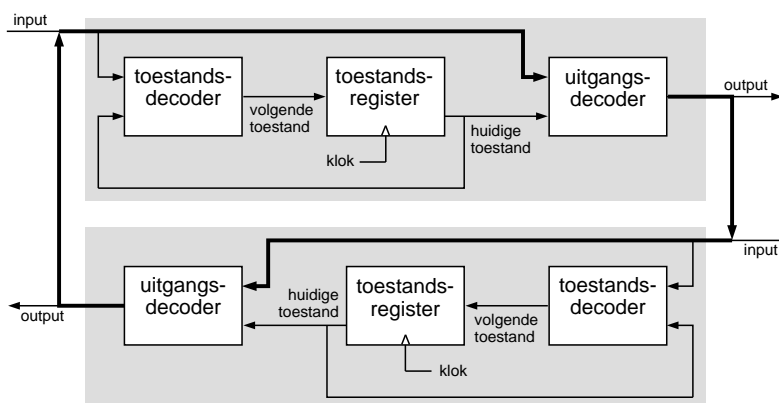 input
toestands-
decoder
volgende
toestand
toestands-
register
klok
huidige
toestand
uitgangs-
decoder
output
input
uitgangs-
decoder
output
huidige
toestand
toestands-
register
klok
volgende
toestand
toestands-
decoder